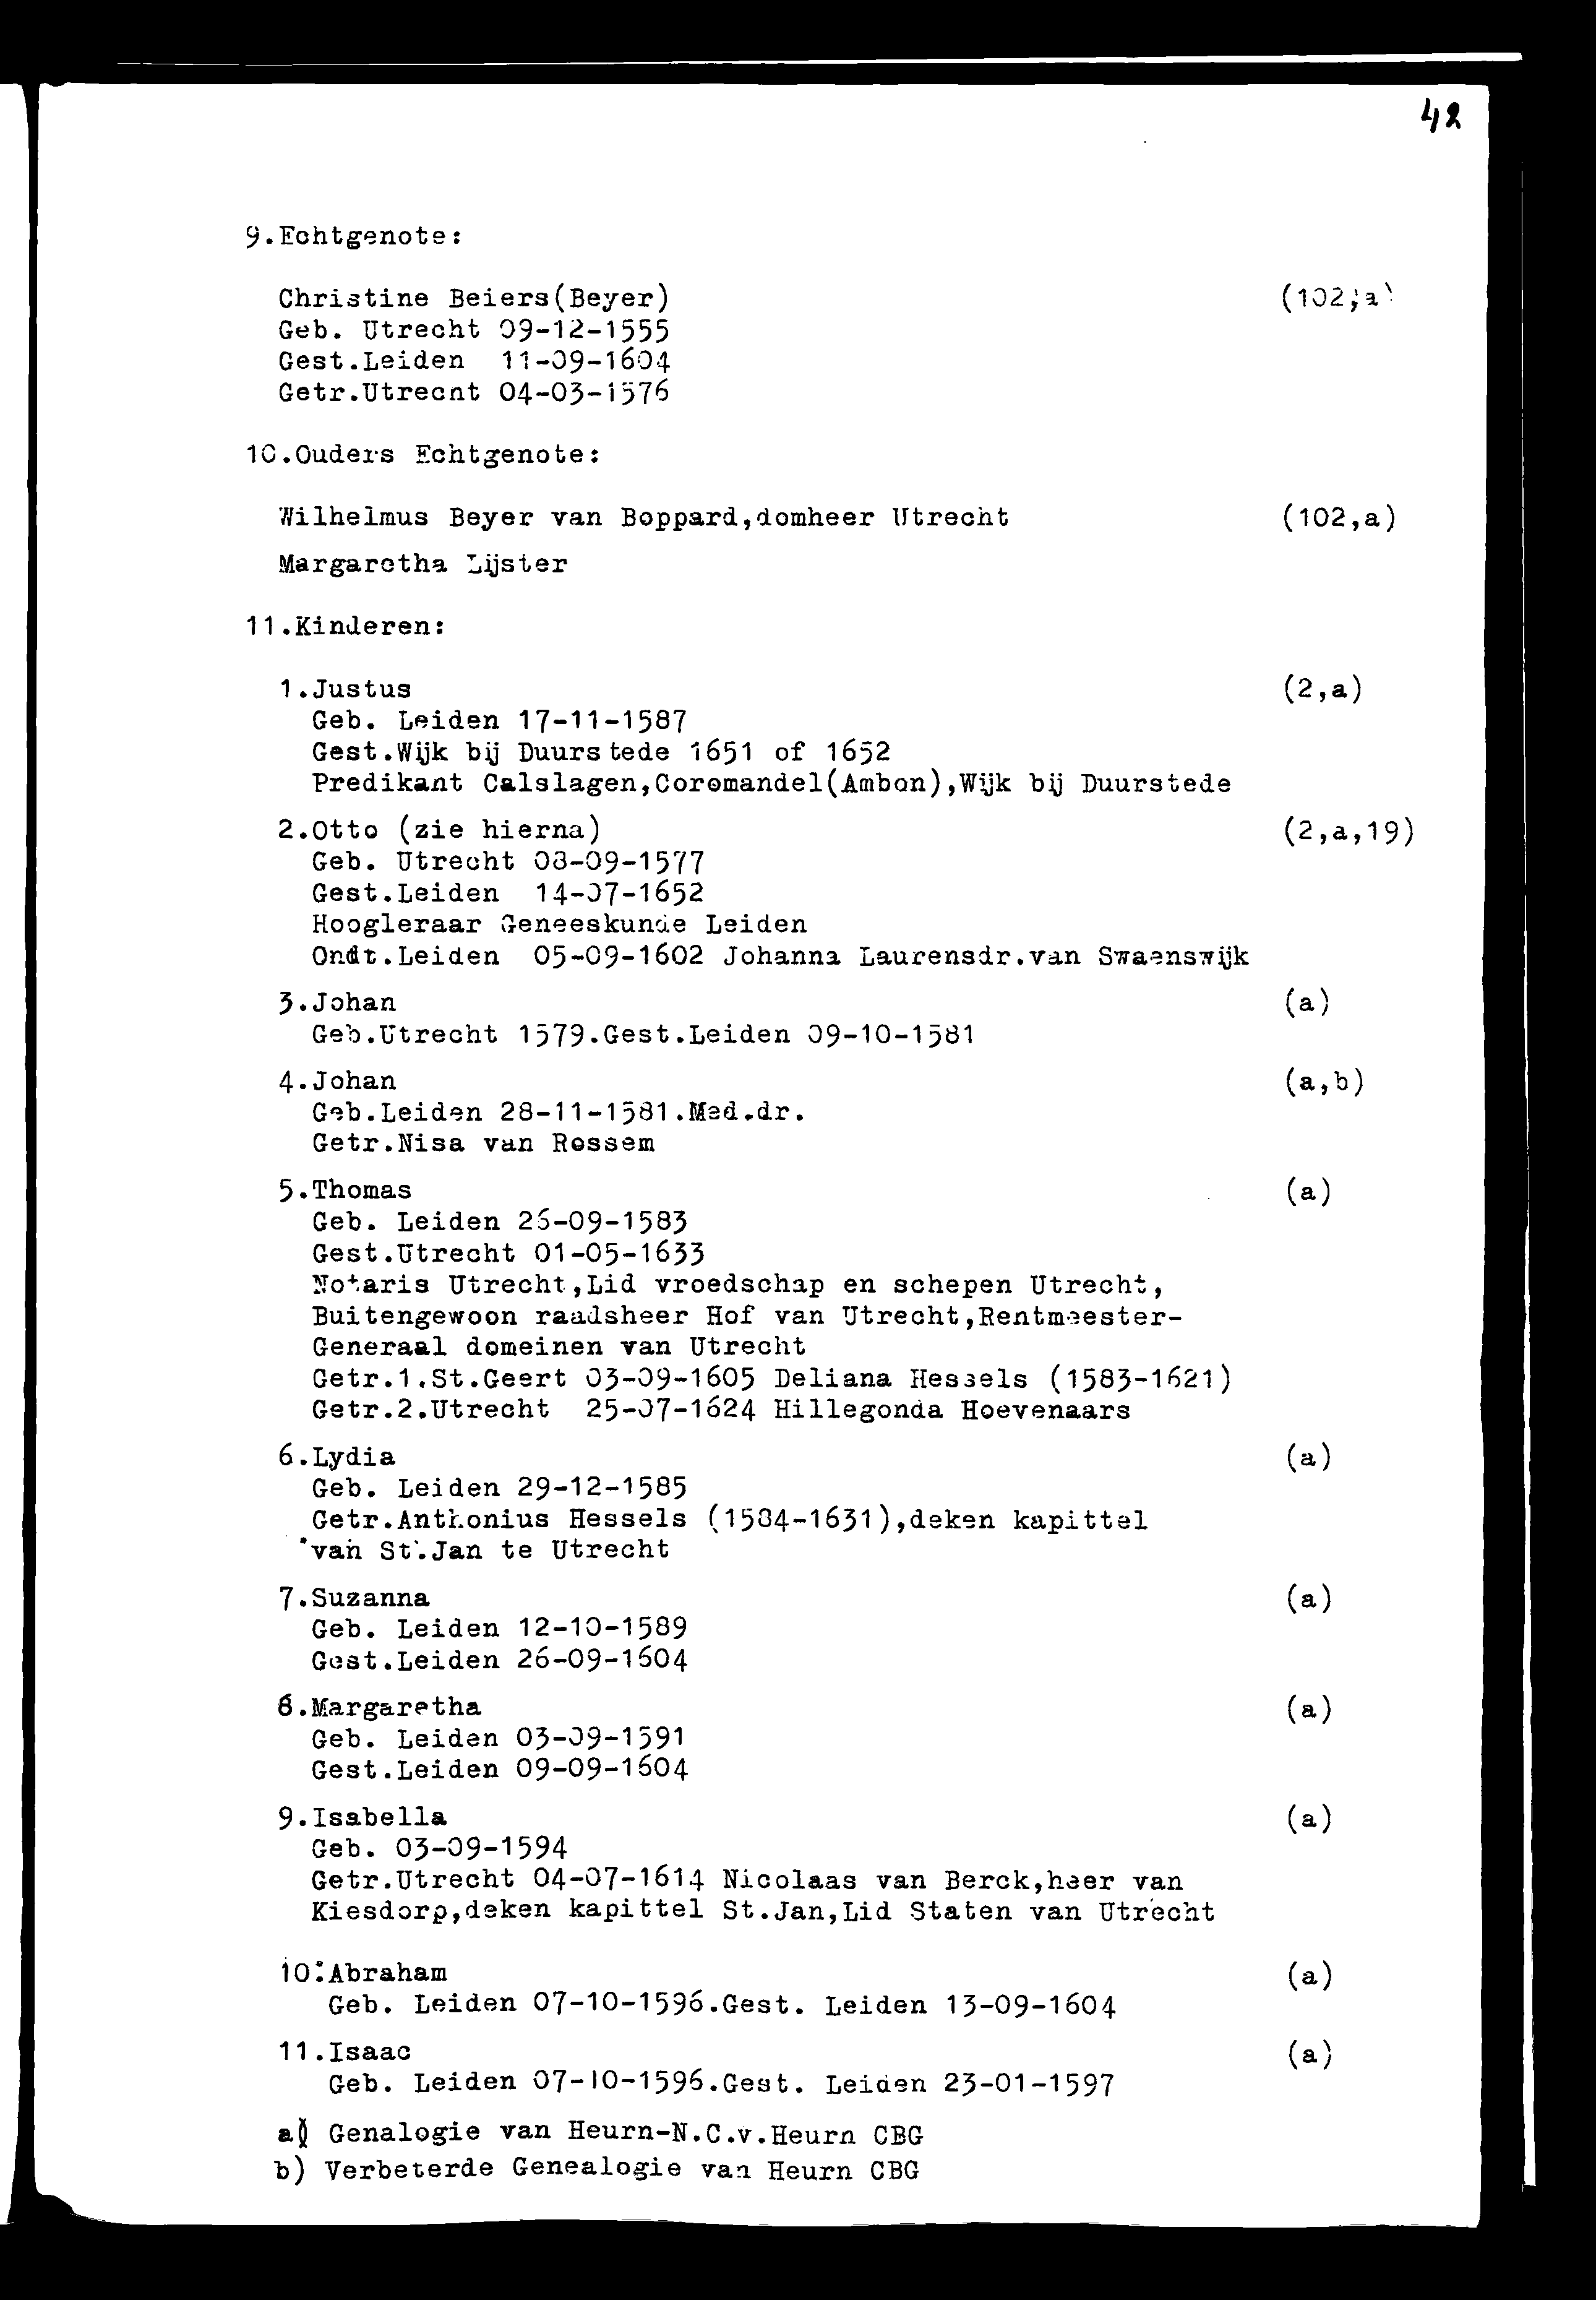 42
9.Echtgenote:
Christine Beiers(Beyer) (102,a)
Geb. Utrecht 09-12-1555
Gest.Leiden 11-09-1604
Getr.Utrecht 04-03-1576
10.Ouders Echtgenote:
Wilhelmus Beyer van Boppard,domheer Utrecht (102,a)
Margaretha Lijster
11.Kinderen:
1.Justus (2,a)
Geb. Leiden 17-11-1587
Gest.Wijk bij Duurstede 1651 of 1652
Predikant Calslagen,Coromandel(Ambon),Wijk bij Duurstede
2.Otto (zie hierna) (2,a,19)
Geb. Utrecht 08-09-1577
Gest.Leiden 14-07-1652
Hoogleraar Geneeskunde Leiden
Ondt.Leiden 05-09-1602 Johanna Laurensdr.van Swaenswijk
3.Johan (a)
Geb.Utrecht 1579.Gest.Leiden 09-10-1581
4.Johan (a,b)
Geb.Leiden 28-11-1581.Med.dr.
Getr.Nisa van Rossem
5.Thomas (a)
Geb. Leiden 26-09-1583
Gest.Utrecht 01-05-1633
Notaris Utrecht,Lid vroedschap en schepen Utrecht,
Buitengewoon raadsheer Hof van Utrecht,Rentmeester-
Generaal domeinen van Utrecht
Getr.1.St.Geert 03-09-1605 Deliana Hessels (1583-1621)
Getr.2.Utrecht 25-07-1624 Hillegonda Hoevenaars
6.Lydia (a)
Geb. Leiden 29-12-1585
Getr.Anthonius Hessels (1584-1631),deken kapittel
van St.Jan te Utrecht
7.Suzanna (a)
Geb. Leiden 12-10-1589
Gest.Leiden 26-09-1604
8.Margaretha (a)
Geb. Leiden 03-09-1591
Gest.Leiden 09-09-1604
9.Isabella (a)
Geb. 03-09-1594
Getr.Utrecht 04-07-1614 Nicolaas van Berck,heer van
Kiesdorp,deken kapittel St.Jan,Lid Staten van Utrecht
10.Abraham (a)
Geb. Leiden 07-10-1596.Gest. Leiden 13-09-1604
11.Isaac (a)
Geb. Leiden 07-10-1596.Gest. Leiden 23-01-1597
a) Genalogie van Heurn-N.C.v.Heurn CBG
b) Verbeterde Genealogie van Heurn CBG